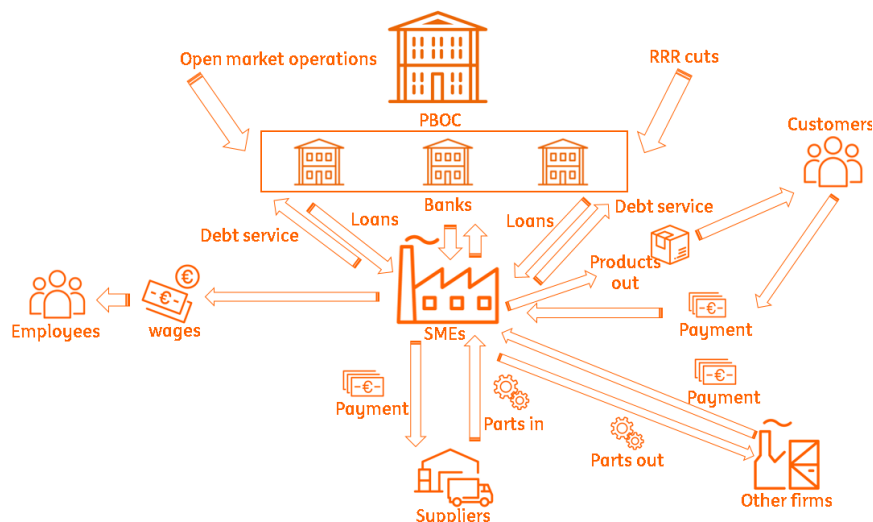 Open market operations
RRR cuts
PBOC
Customers
Banks
Loans
Loans
Debt service
Debt service
Products
out
Employees
wages
SMEs
Payment
Payment
Payment
Parts in
Parts out
Suppliers
Other firms
-€-
€
-€-
-€-
-€-